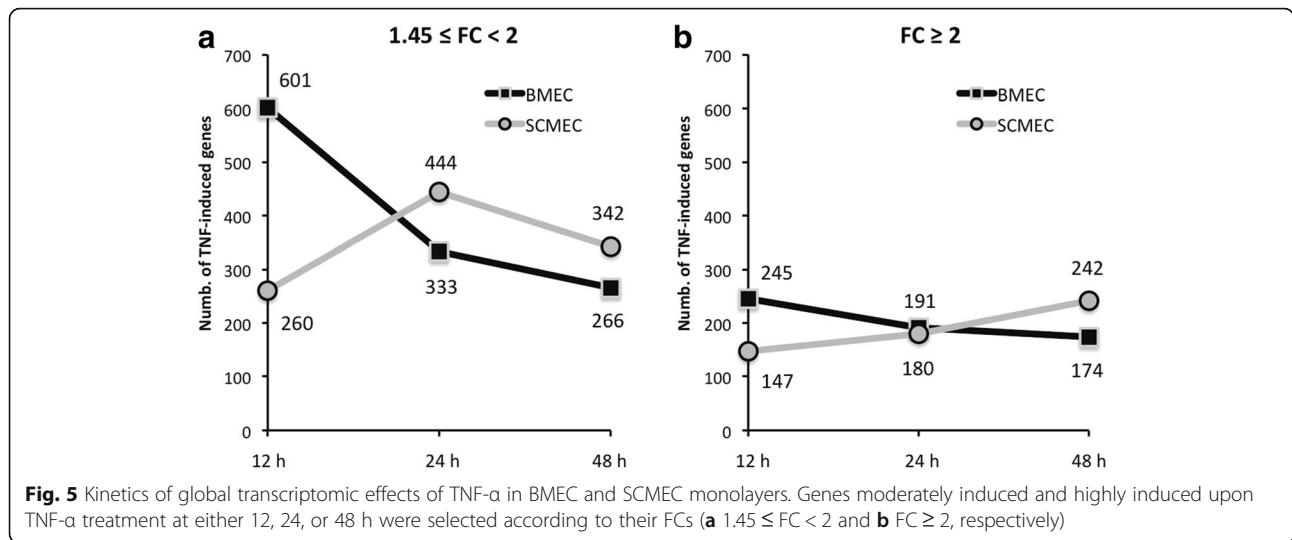 a
1.45 ≤ FC < 2
700
600
500
400
300
200
100
0
Numb. of TNF-induced genes
601
444
342
260
333
266
BMEC
SCMEC
12 h
24 h
48 h
b
FC ≥ 2
700
600
500
400
300
200
100
0
Numb. of TNF-induced genes
245
191
242
147
180
174
BMEC
SCMEC
12 h
24 h
48 h
Fig. 5 Kinetics of global transcriptomic effects of TNF-α in BMEC and SCMEC monolayers. Genes moderately induced and highly induced upon
TNF-α treatment at either 12, 24, or 48 h were selected according to their FCs (a 1.45 ≤ FC < 2 and b FC ≥ 2, respectively)